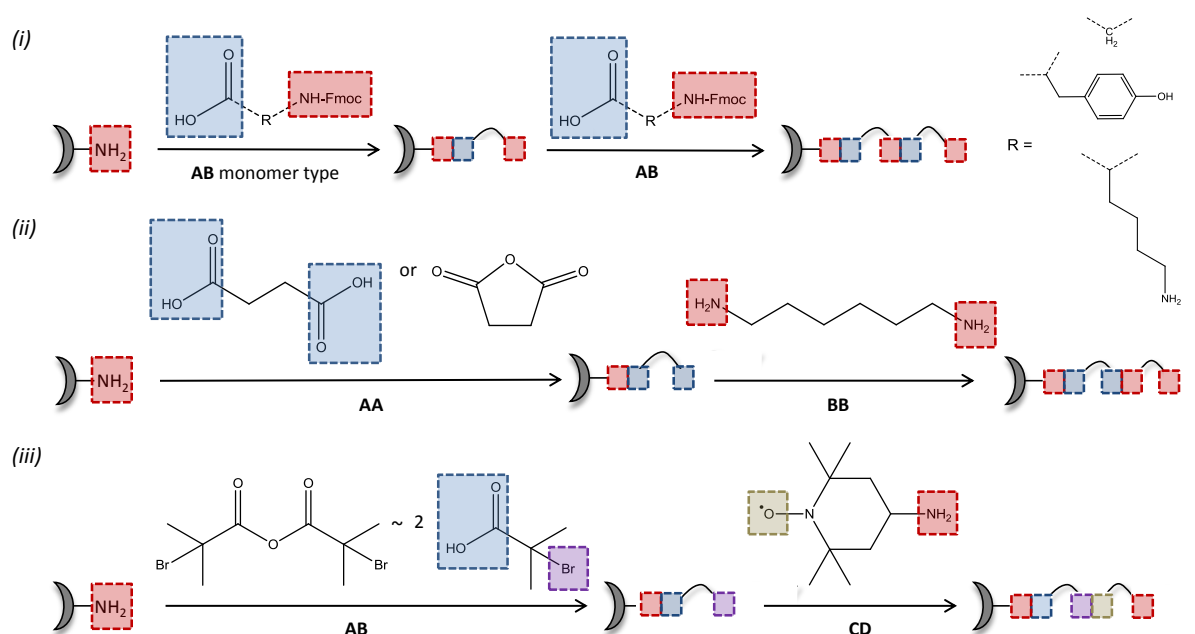 (i)
O
HO
R
NH-Fmoc
O
HO
R
NH-Fmoc
CH2
OH
NH2
AB monomer type
AB
R =
NH2
(ii)
O
HO
OH
O
or
O
O
O
H2N
NH2
NH2
AA
BB
(iii)
O
O
O
Br
Br
~ 2
O
HO
Br
•O
N
NH2
NH2
AB
CD